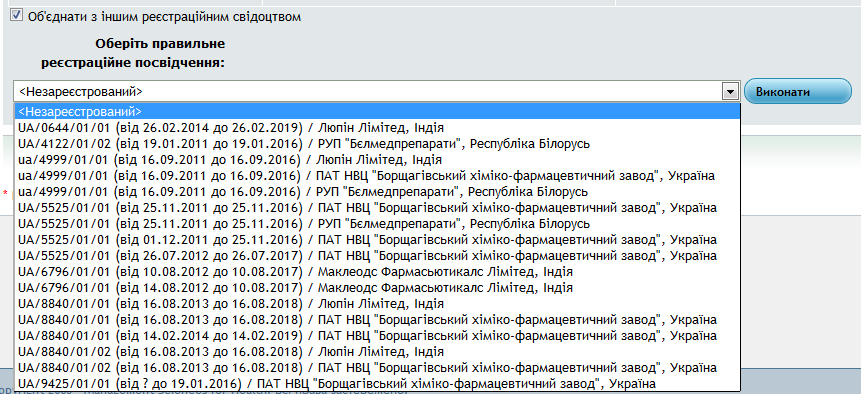 Об'єднати з іншим реєстраційним свідоцтвом
Оберіть правильне
реєстраційне посвідчення:
<Незареєстрований>
Виконати
<Незареєстрований>
UA/0644/01/01 (від 26.02.2014 до 26.02.2019) / Люпін Лімітед, Індія
UA/4122/01/02 (від 19.01.2011 до 19.01.2016) / РУП "Бєлмедпрепарати", Республіка Білорусь
ua/4999/01/01 (від 16.09.2011 до 16.09.2016) / Люпін Лімітед, Індія
ua/4999/01/01 (від 16.09.2011 до 16.09.2016) / ПАТ НВЦ "Борщагівський хіміко-фармацевтичний завод", Україна
ua/4999/01/01 (від 16.09.2011 до 16.09.2016) / РУП "Бєлмедпрепарати", Республіка Білорусь
UA/5525/01/01 (від 25.11.2011 до 25.11.2016) / ПАТ НВЦ "Борщагівський хіміко-фармацевтичний завод", Україна
UA/5525/01/01 (від 25.11.2011 до 25.11.2016) / РУП "Бєлмедпрепарати", Республіка Білорусь
UA/5525/01/01 (від 01.12.2011 до 25.11.2016) / ПАТ НВЦ "Борщагівський хіміко-фармацевтичний завод", Україна
UA/5525/01/01 (від 26.07.2012 до 26.07.2017) / ПАТ НВЦ "Борщагівський хіміко-фармацевтичний завод", Україна
UA/6796/01/01 (від 10.08.2012 до 10.08.2017) / Маклеодс Фармасьютикалс Лімітед, Індія
UA/6796/01/01 (від 14.08.2012 до 10.08.2017) / Маклеодс Фармасьютикалс Лімітед, Індія
UA/8840/01/01 (від 16.08.2013 до 16.08.2018) / Люпін Лімітед, Індія
UA/8840/01/01 (від 16.08.2013 до 16.08.2018) / ПАТ НВЦ "Борщагівський хіміко-фармацевтичний завод", Україна
UA/8840/01/01 (від 14.02.2014 до 14.02.2019) / ПАТ НВЦ "Борщагівський хіміко-фармацевтичний завод", Україна
UA/8840/01/02 (від 16.08.2013 до 16.08.2018) / Люпін Лімітед, Індія
UA/8840/01/02 (від 16.08.2013 до 16.08.2018) / ПАТ НВЦ "Борщагівський хіміко-фармацевтичний завод", Україна
UA/9425/01/01 (від ? до 19.01.2016) / ПАТ НВЦ "Борщагівський хіміко-фармацевтичний завод", Україна